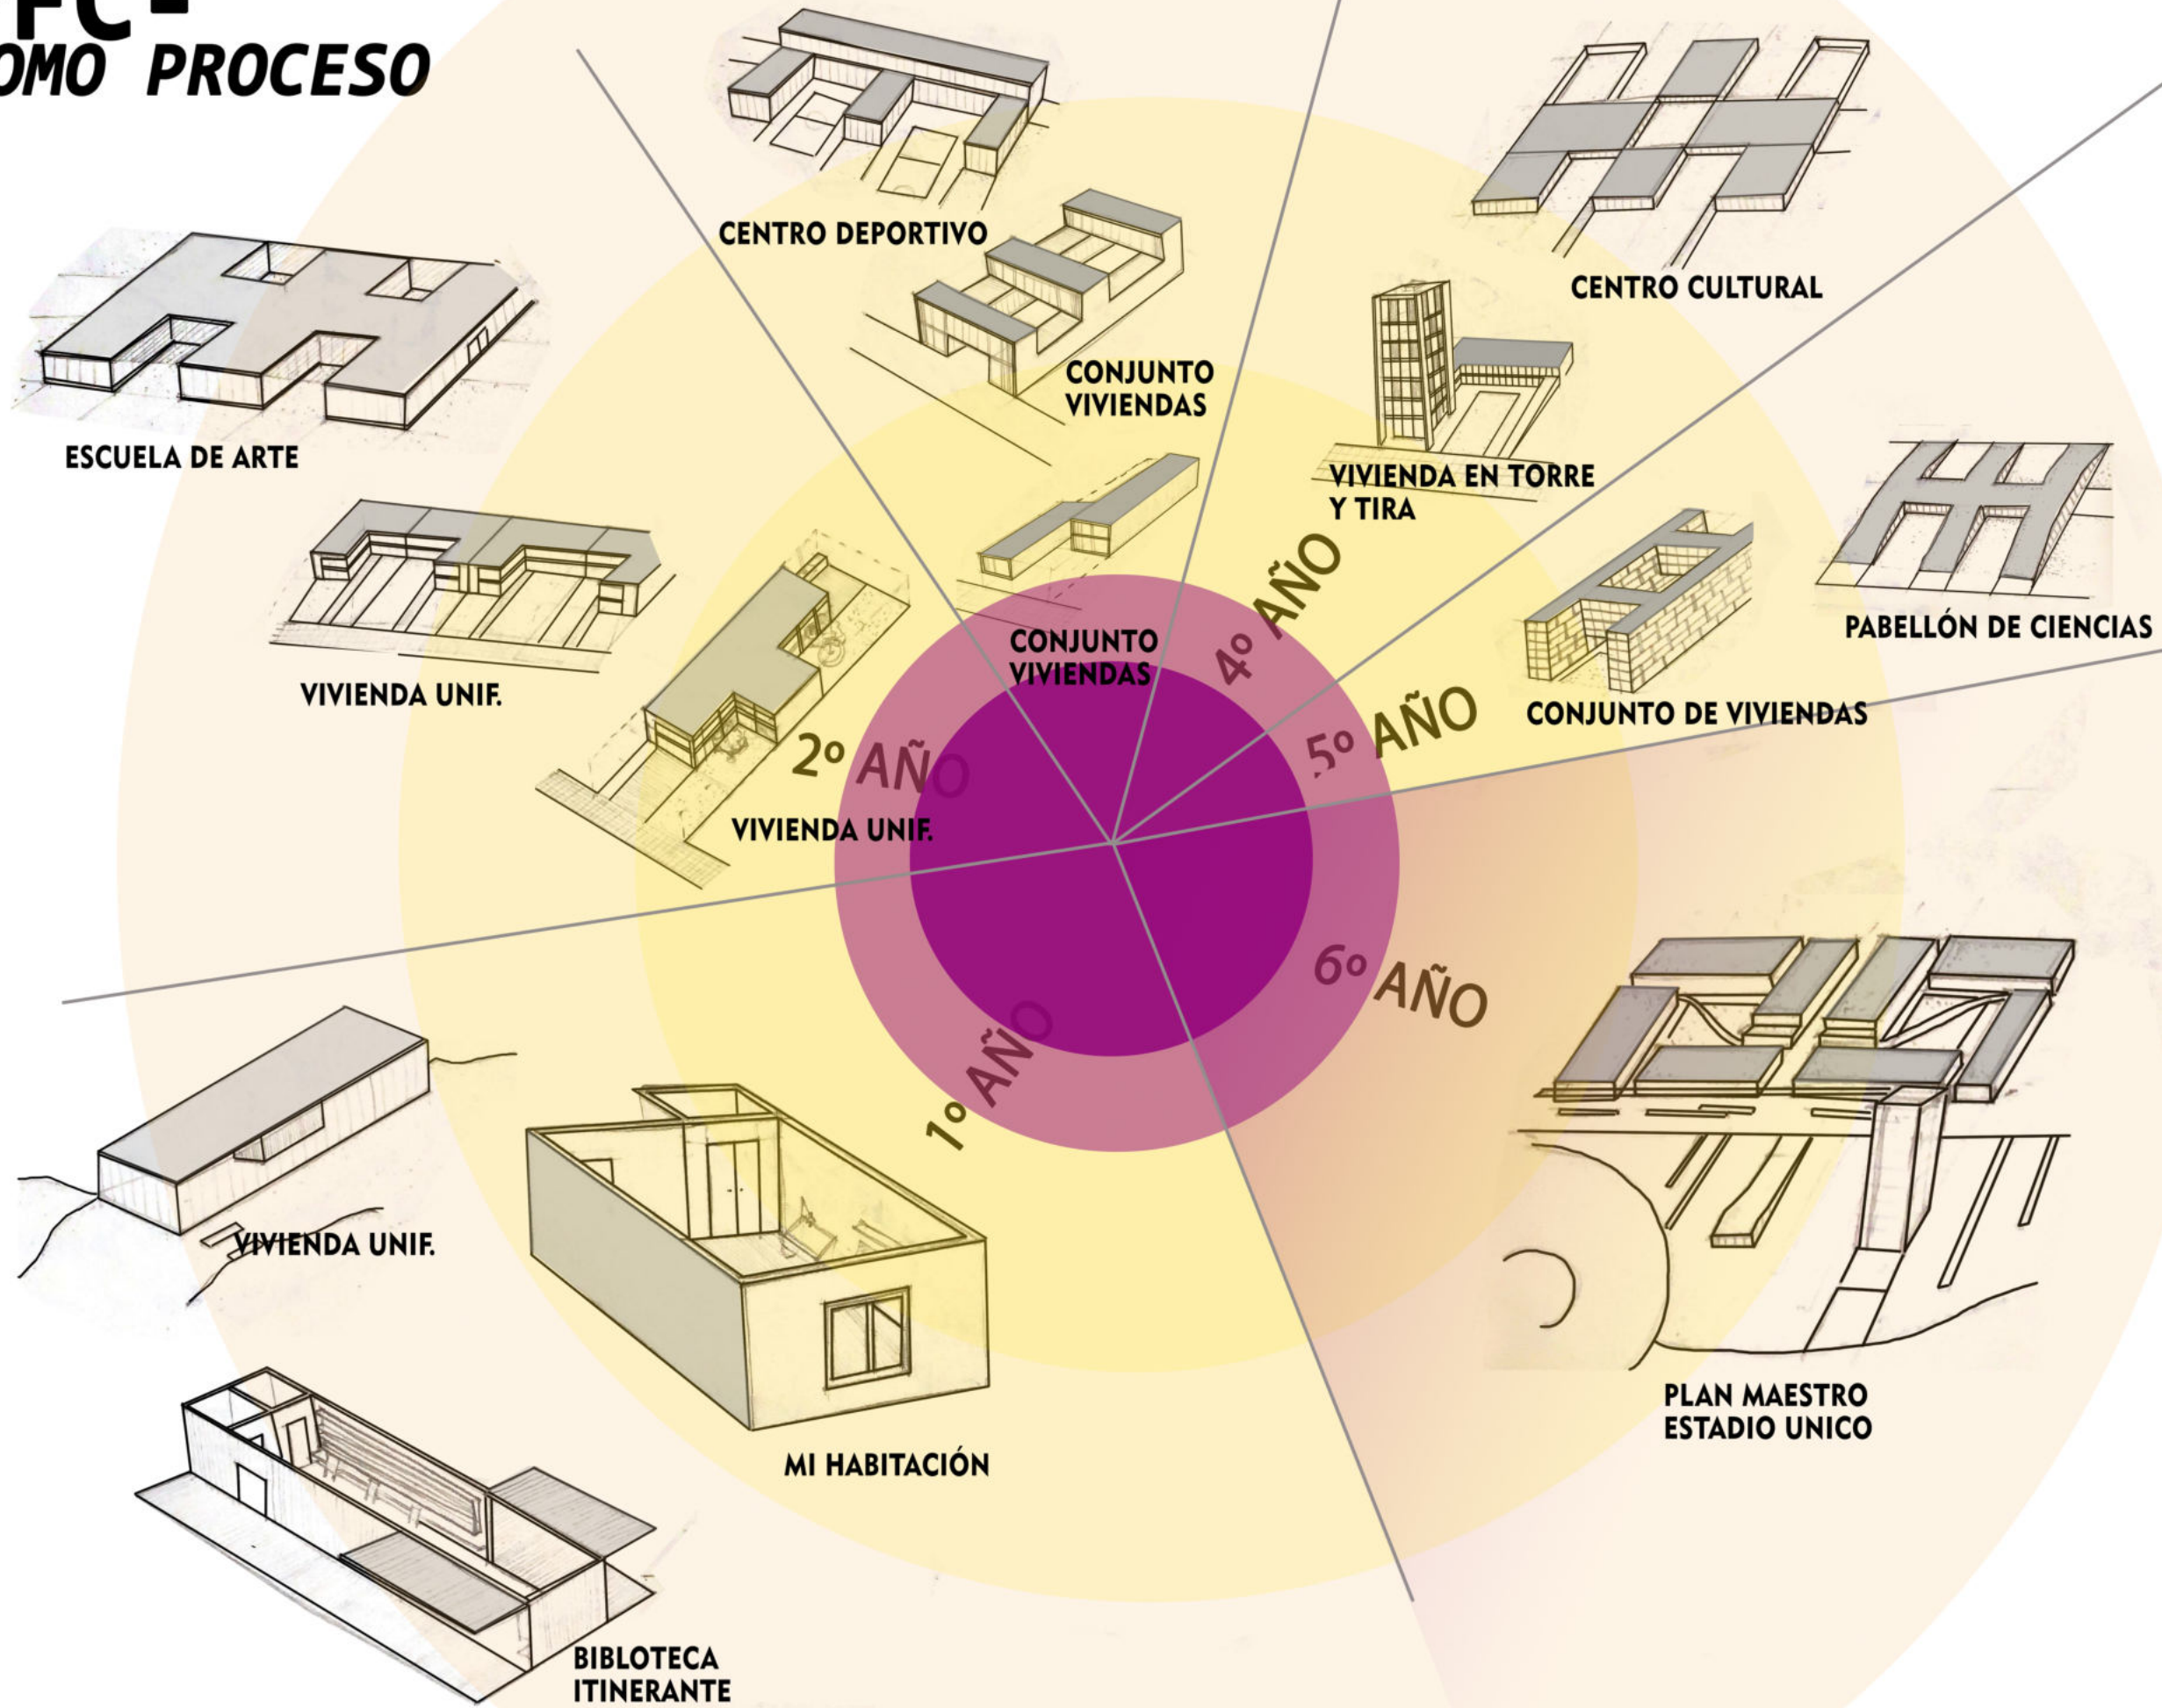 FC-
OMO PROCESO
CENTRO DEPORTIVO
CENTRO CULTURAL
CONJUNTO
VIVIENDAS
ESCUELA DE ARTE
VIVIENDA EN TORRE
Y TIRA
4º AÑO
PABELLÓN DE CIENCIAS
CONJUNTO
VIVIENDAS
VIVIENDA UNIF.
5º AÑO
CONJUNTO DE VIVIENDAS
2º AÑO
VIVIENDA UNIF.
6º AÑO
1º AÑO
VIVIENDA UNIF.
PLAN MAESTRO
ESTADIO UNICO
MI HABITACIÓN
BIBLOTECA
ITINERANTE